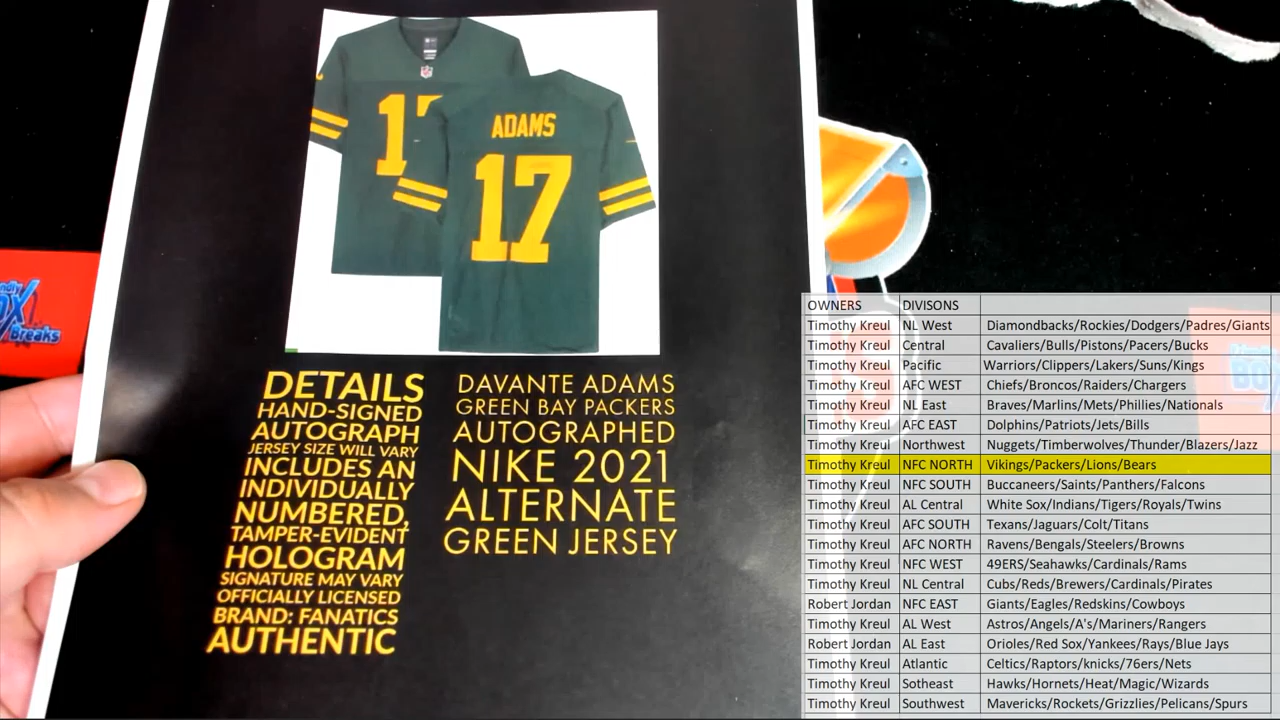 17
ADAMS
17
DETAILS
HAND-SIGNED
AUTOGRAPH
JERSEY SIZE WILL VARY
INCLUDES AN
INDIVIDUALLY
NUMBERED,
TAMPER-EVIDENT
HOLOGRAM
SIGNATURE MAY VARY
OFFICIALLY LICENSED
BRAND: FANATICS
AUTHENTIC
DAVANTE ADAMS
GREEN BAY PACKERS
AUTOGRAPHED
NIKE 2021
ALTERNATE
GREEN JERSEY
Breaks
OWNERS DIVISONS
Timothy Kreul NL West Diamondbacks/Rockies/Dodgers/Padres/Giants
Timothy Kreul Central Cavaliers/Bulls/Pistons/Pacers/Bucks
Timothy Kreul Pacific Warriors/Clippers/Lakers/Suns/Kings
Timothy Kreul AFC WEST Chiefs/Broncos/Raiders/Chargers
Timothy Kreul NL East Braves/Marlins/Mets/Phillies/Nationals
Timothy Kreul AFC EAST Dolphins/Patriots/Jets/Bills
Timothy Kreul Northwest Nuggets/Timberwolves/Thunder/Blazers/Jazz
Timothy Kreul NFC NORTH Vikings/Packers/Lions/Bears
Timothy Kreul NFC SOUTH Buccaneers/Saints/Panthers/Falcons
Timothy Kreul AL Central White Sox/Indians/Tigers/Royals/Twins
Timothy Kreul AFC SOUTH Texans/Jaguars/Colt/Titans
Timothy Kreul AFC NORTH Ravens/Bengals/Steelers/Browns
Timothy Kreul NFC WEST 49ERS/Seahawks/Cardinals/Rams
Timothy Kreul NL Central Cubs/Reds/Brewers/Cardinals/Pirates
Robert Jordan NFC EAST Giants/Eagles/Redskins/Cowboys
Timothy Kreul AL West Astros/Angels/A's/Mariners/Rangers
Robert Jordan AL East Orioles/Red Sox/Yankees/Rays/Blue Jays
Timothy Kreul Atlantic Celtics/Raptors/knicks/76ers/Nets
Timothy Kreul Sotheast Hawks/Hornets/Heat/Magic/Wizards
Timothy Kreul Southwest Mavericks/Rockets/Grizzlies/Pelicans/Spurs